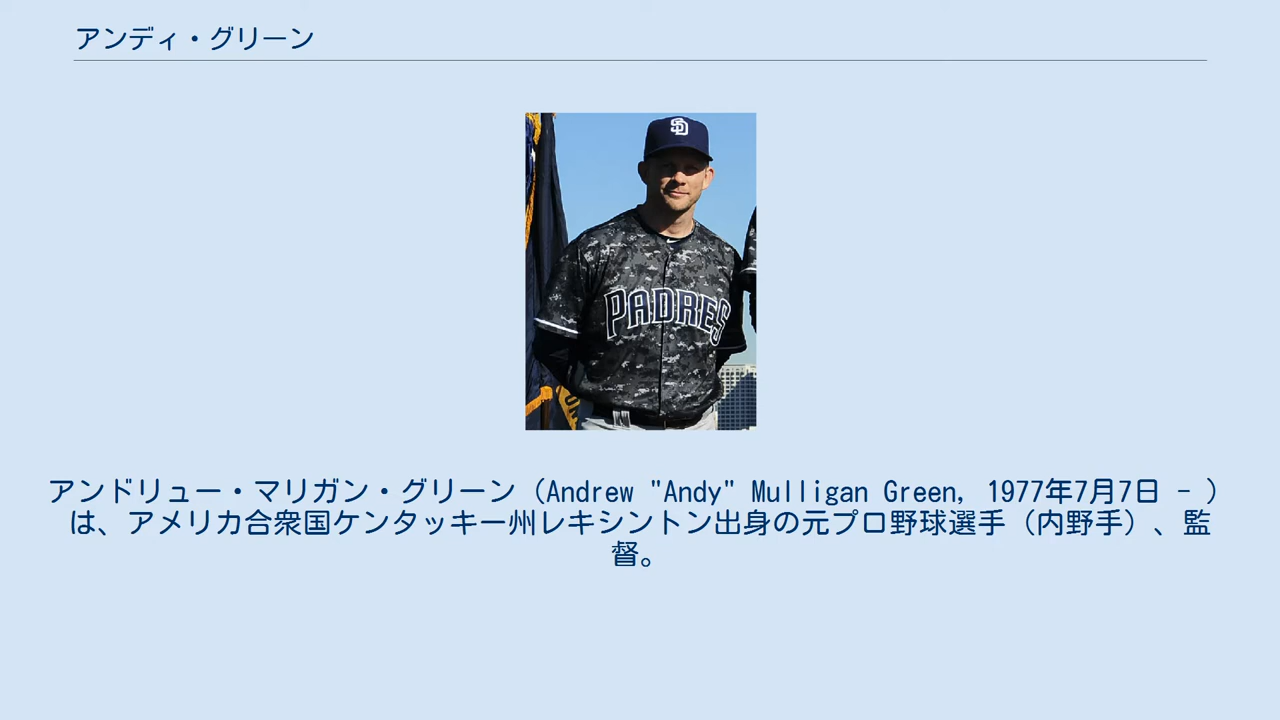 アンディ・グリーン
SD
PADRES
アンドリュー・マリガン・グリーン（Andrew "Andy" Mulligan Green, 1977年7月7日 - ）
は、アメリカ合衆国ケンタッキー州レキシントン出身の元プロ野球選手（内野手）、監
督。